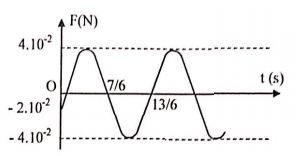 F(N)
4.10⁻²
t (s)
O
7/6
13/6
- 2.10⁻²
- 4.10⁻²